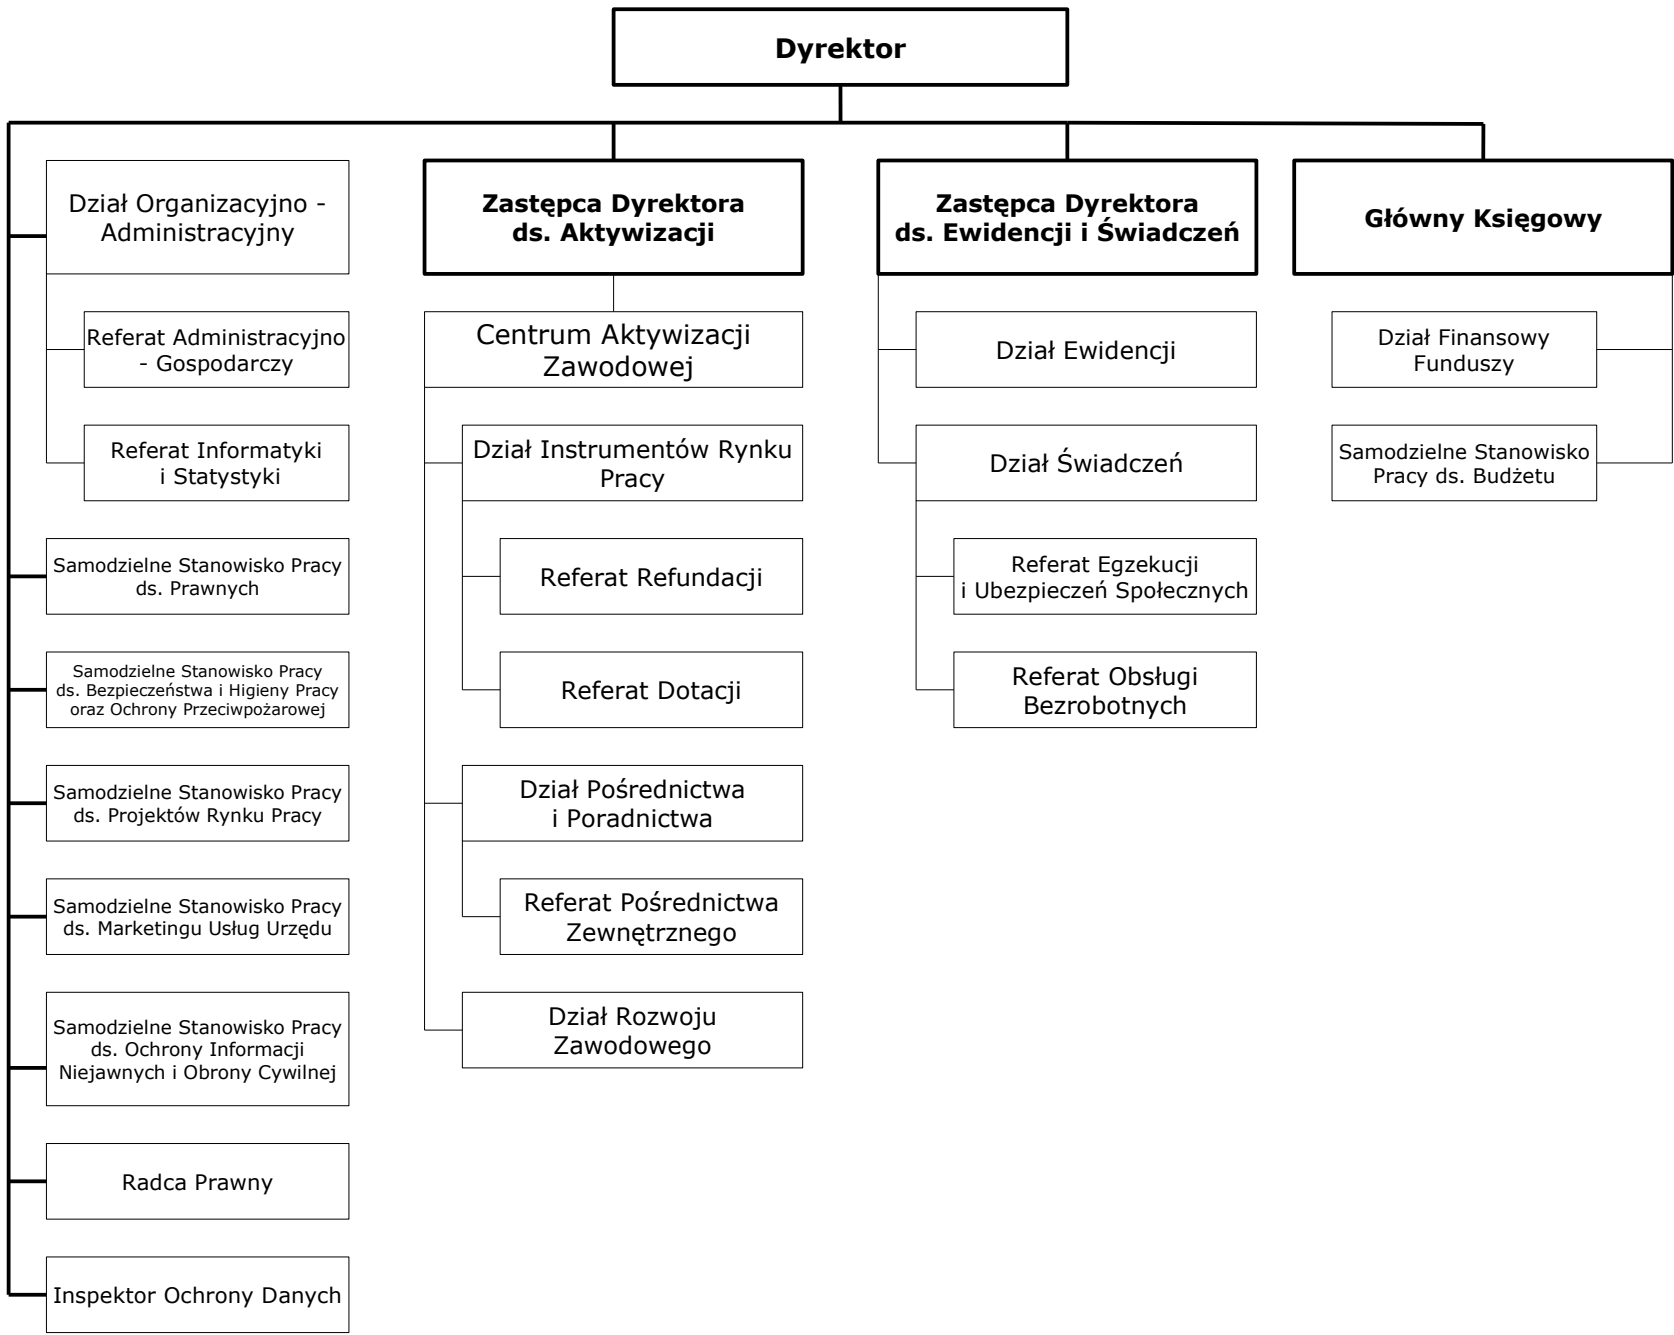 Dyrektor
Dział Organizacyjno -
Administracyjny
Referat Administracyjno
- Gospodarczy
Referat Informatyki
i Statystyki
Samodzielne Stanowisko Pracy
ds. Prawnych
Samodzielne Stanowisko Pracy
ds. Bezpieczeństwa i Higieny Pracy
oraz Ochrony Przeciwpożarowej
Samodzielne Stanowisko Pracy
ds. Projektów Rynku Pracy
Samodzielne Stanowisko Pracy
ds. Marketingu Usług Urzędu
Samodzielne Stanowisko Pracy
ds. Ochrony Informacji
Niejawnych i Obrony Cywilnej
Radca Prawny
Inspektor Ochrony Danych
Zastępca Dyrektora
ds. Aktywizacji
Centrum Aktywizacji
Zawodowej
Dział Instrumentów Rynku
Pracy
Referat Refundacji
Referat Dotacji
Dział Pośrednictwa
i Poradnictwa
Referat Pośrednictwa
Zewnętrznego
Dział Rozwoju
Zawodowego
Zastępca Dyrektora
ds. Ewidencji i Świadczeń
Dział Ewidencji
Dział Świadczeń
Referat Egzekucji
i Ubezpieczeń Społecznych
Referat Obsługi
Bezrobotnych
Główny Księgowy
Dział Finansowy
Funduszy
Samodzielne Stanowisko
Pracy ds. Budżetu